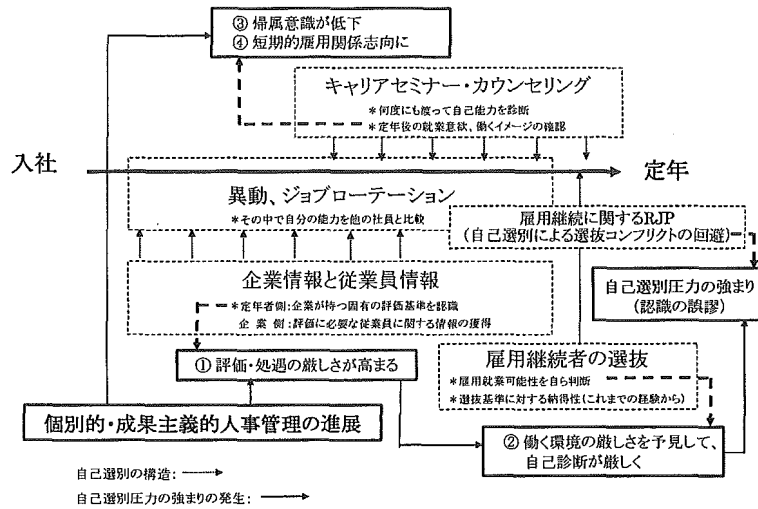 ③ 帰属意識が低下
④ 短期的雇用関係志向に
キャリアセミナー・カウンセリング
＊何度にも渡って自己能力を診断
＊定年後の就業意欲、働くイメージの確認
入社
定年
異動、ジョブローテーション
＊その中で自分の能力を他の社員と比較
雇用継続に関するRJP
(自己選別による選抜コンフリクトの回避)
企業情報と従業員情報
＊定年者側:企業が持つ固有の評価基準を認識
企業側:評価に必要な従業員に関する情報の獲得
自己選別圧力の強まり
(認識の誤謬)
① 評価・処遇の厳しさが高まる
雇用継続者の選抜
＊雇用就業可能性を自ら判断
＊選抜基準に対する納得性(これまでの経験から)
個別的・成果主義的人事管理の進展
② 働く環境の厳しさを予見して、
自己診断が厳しく
自己選別の構造:
自己選別圧力の強まりの発生: